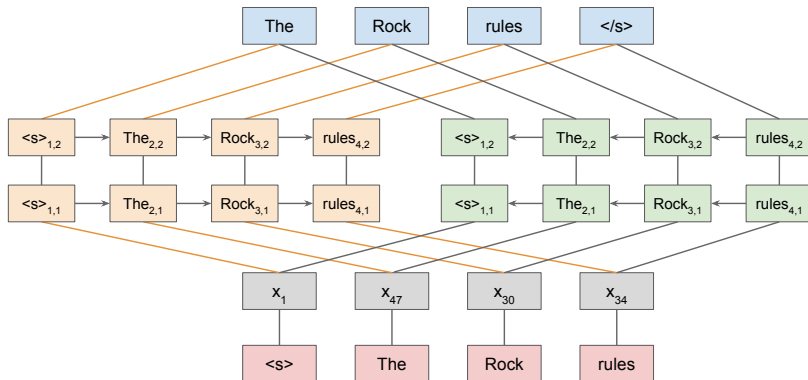 The Rock rules </s>
<s>1,2 The2,2 Rock3,2 rules4,2 <s>1,2 The2,2 Rock3,2 rules4,2
<s>1,1 The2,1 Rock3,1 rules4,1 <s>1,1 The2,1 Rock3,1 rules4,1
x1 x47 x30 x34
<s> The Rock rules